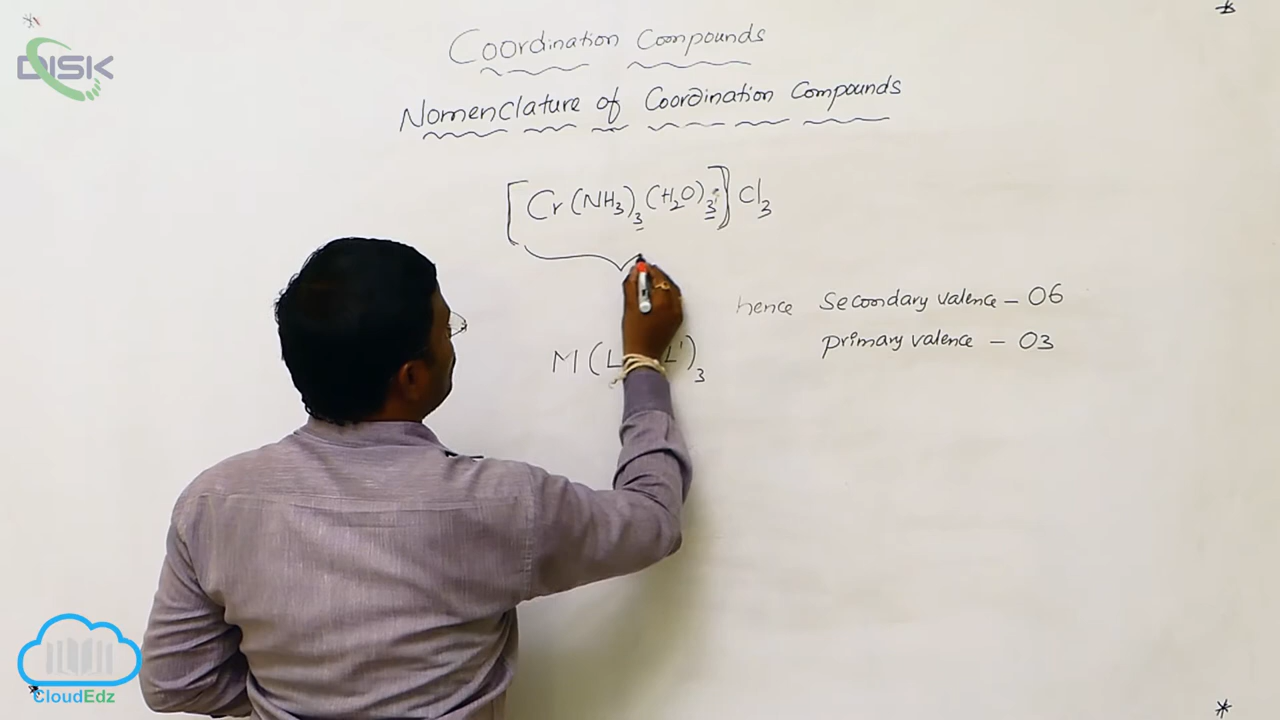 DISK
Coordination Compounds
Nomenclature of Coordination Compounds
[Cr(NH₃)₃(H₂O)₃]Cl₃
hence Secondary valence – 06
primary valence – 03
M(L L')₃
CloudEdz